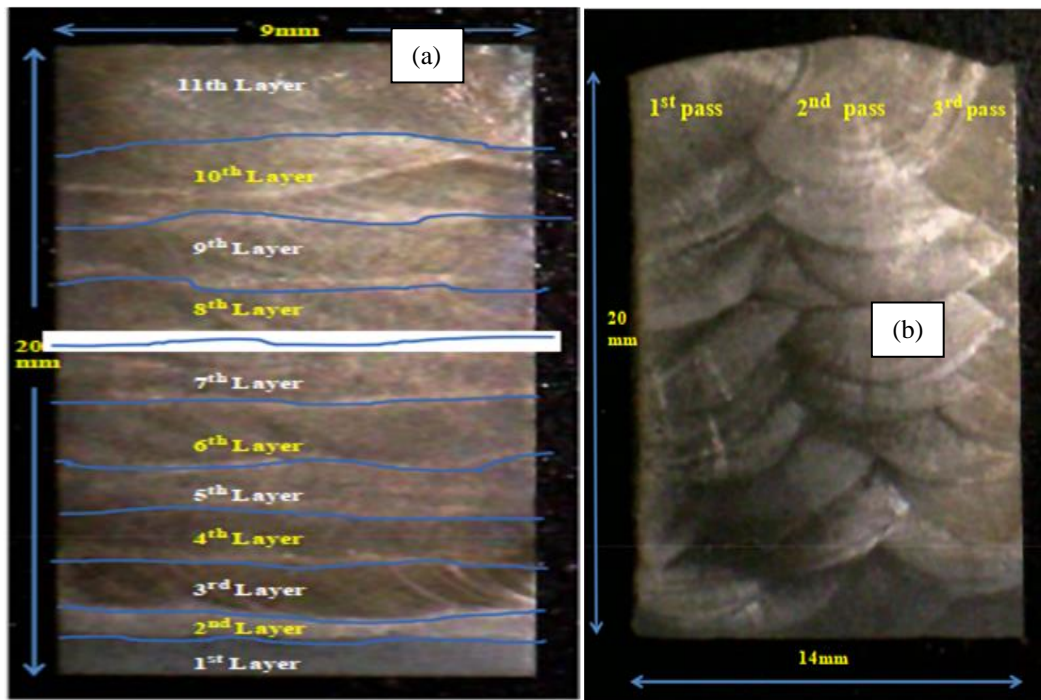 9mm
(a)
11th Layer
10th Layer
9th Layer
8th Layer
20
mm
7th Layer
6th Layer
5th Layer
4th Layer
3rd Layer
2nd Layer
1st Layer
1st pass
2nd pass
3rd pass
20
mm
(b)
14mm